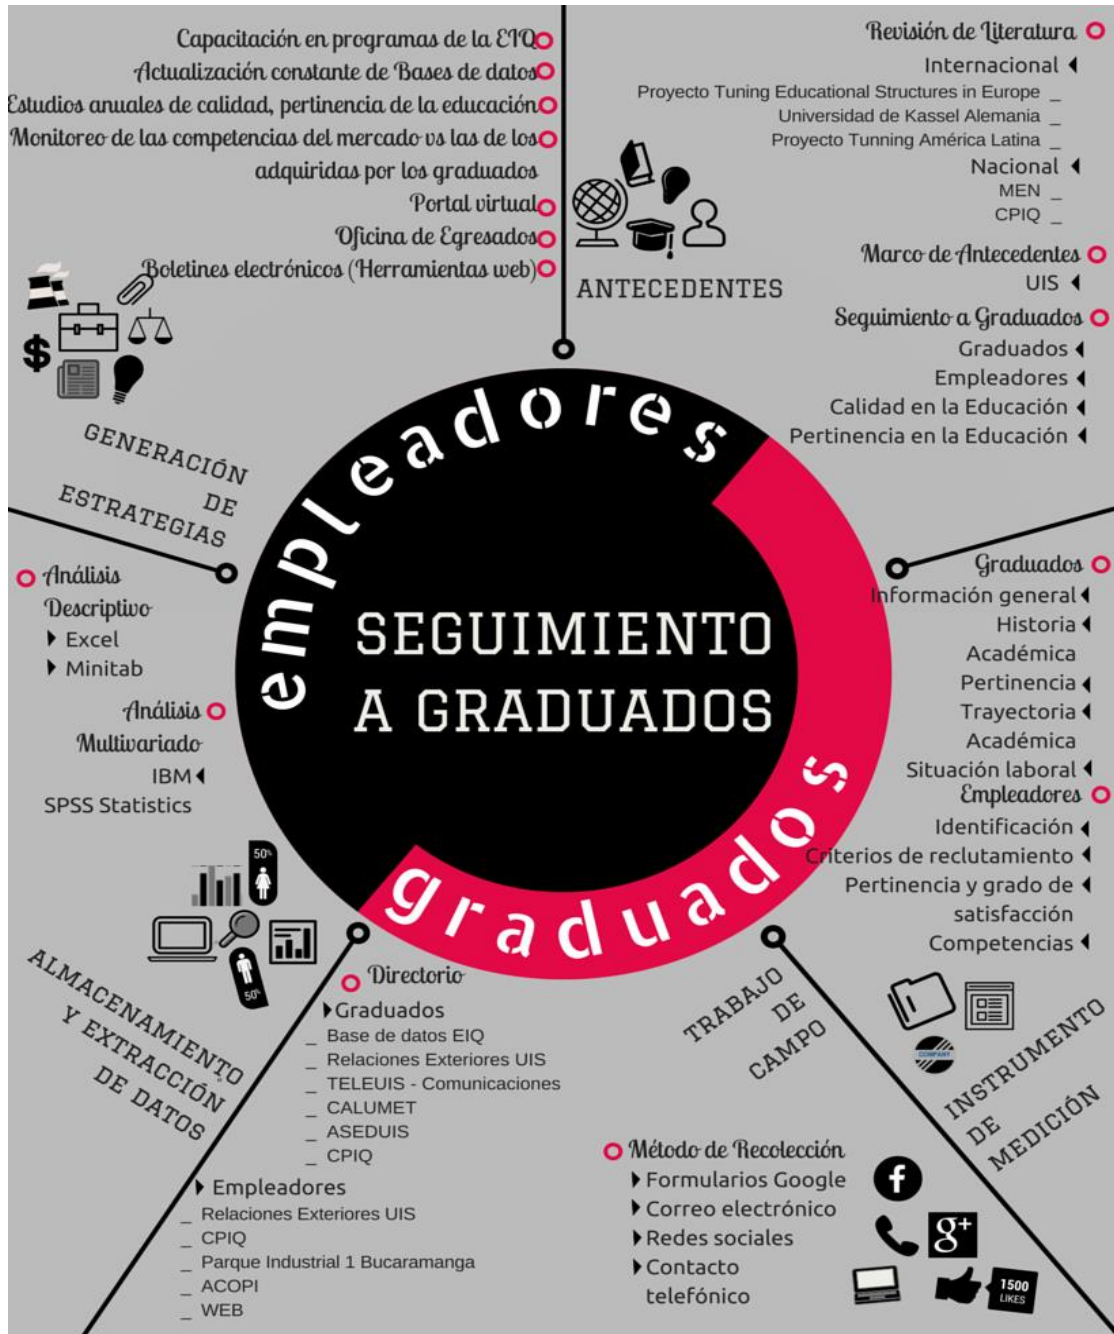 Capacitación en programas de la EIQ
Actualización constante de Bases de datos
Estudios anuales de calidad, pertinencia de la educación
Monitoreo de las competencias del mercado vs las de los
adquiridas por los graduados
Portal virtual
Oficina de Egresados
Boletines electrónicos (Herramientas web)
$
GENERACIÓN
DE
ESTRATEGIAS
Revisión de Literatura
Internacional
Proyecto Tuning Educational Structures in Europe _
Universidad de Kassel Alemania _
Proyecto Tunning América Latina _
Nacional
MEN _
CPIQ _
Marco de Antecedentes
UIS
Seguimiento a Graduados
Graduados
Empleadores
Calidad en la Educación
Pertinencia en la Educación
ANTECEDENTES
empleadores
SEGUIMIENTO
A GRADUADOS
graduados
Graduados
Información general
Historia
Académica
Pertinencia
Trayectoria
Académica
Situación laboral
Empleadores
Identificación
Criterios de reclutamiento
Pertinencia y grado de
satisfacción
Competencias
COMPANY
INSTRUMENTO
DE
MEDICIÓN
TRABAJO
DE
CAMPO
Método de Recolección
Formularios Google
Correo electrónico
Redes sociales
Contacto
telefónico
f
g+
1500
LIKES
Directorio
Graduados
_ Base de datos EIQ
_ Relaciones Exteriores UIS
_ TELEUIS - Comunicaciones
_ CALUMET
_ ASEDUIS
_ CPIQ
Empleadores
_ Relaciones Exteriores UIS
_ CPIQ
_ Parque Industrial 1 Bucaramanga
_ ACOPI
_ WEB
Análisis
Descriptivo
Excel
Minitab
Análisis
Multivariado
IBM
SPSS Statistics
50%
50%
ALMACENAMIENTO
Y EXTRACCIÓN
DE DATOS